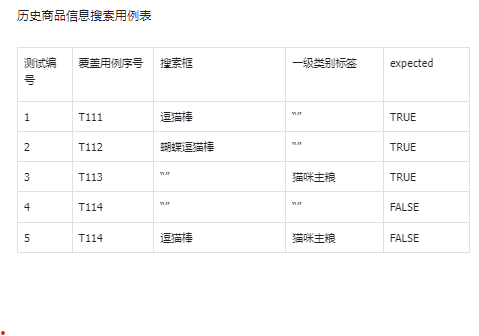 历史商品信息搜索用例表
测试编号 覆盖用例序号 搜索框 一级类别标签 expected
1 T111 逗猫棒 “” TRUE
2 T112 蝴蝶逗猫棒 “” TRUE
3 T113 “” 猫咪主粮 TRUE
4 T114 “” “” FALSE
5 T114 逗猫棒 猫咪主粮 FALSE